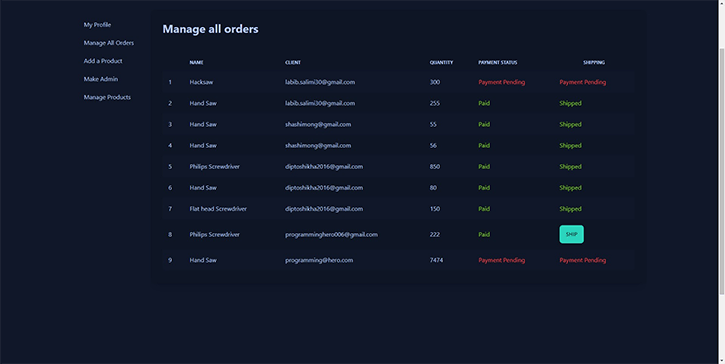 My Profile
Manage All Orders
Add a Product
Make Admin
Manage Products
Manage all orders
NAME CLIENT QUANTITY PAYMENT STATUS SHIPPING
1 Hacksaw labib.salimi30@gmail.com 300 Payment Pending Payment Pending
2 Hand Saw labib.salimi30@gmail.com 255 Paid Shipped
3 Hand Saw shashimong@gmail.com 55 Paid Shipped
4 Hand Saw shashimong@gmail.com 56 Paid Shipped
5 Philips Screwdriver diptoshikha2016@gmail.com 850 Paid Shipped
6 Hand Saw diptoshikha2016@gmail.com 80 Paid Shipped
7 Flat head Screwdriver diptoshikha2016@gmail.com 150 Paid Shipped
8 Philips Screwdriver programminghero006@gmail.com 222 Paid SHIP
9 Hand Saw programming@hero.com 7474 Payment Pending Payment Pending